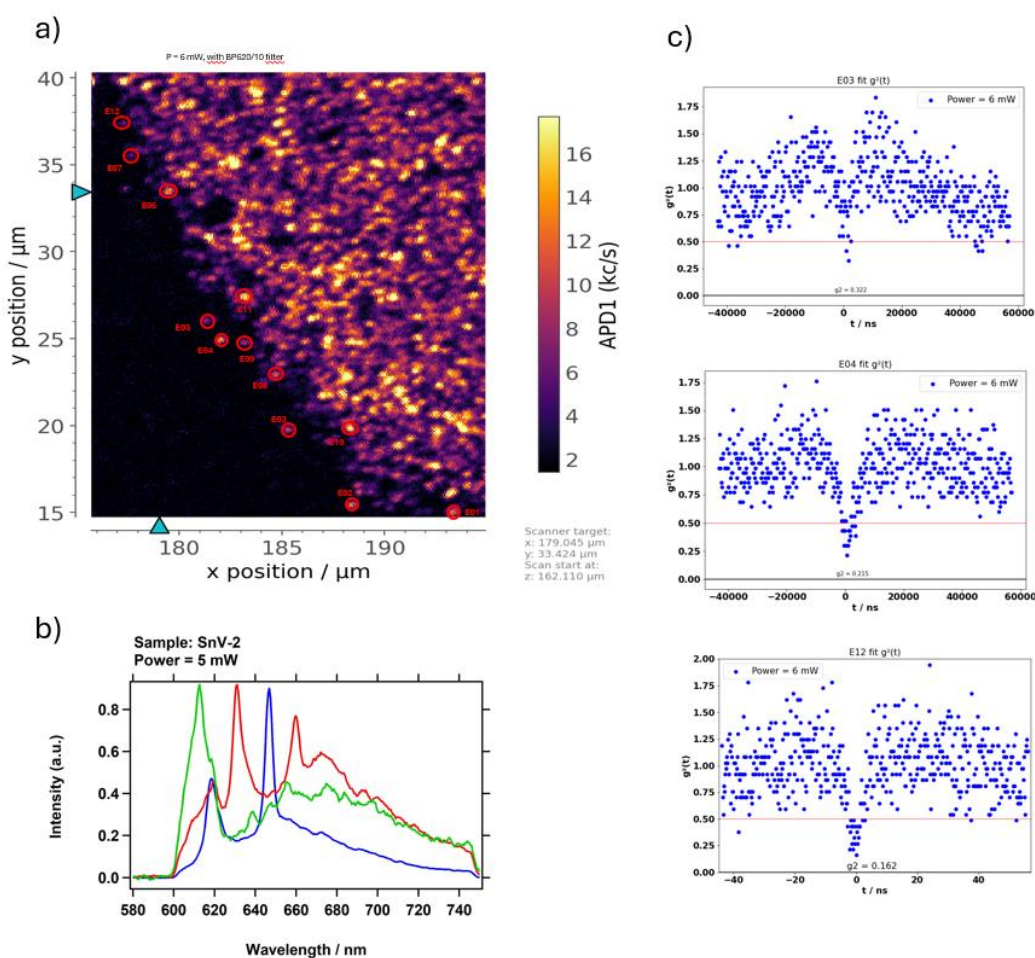 a)
P = 6 mW, with BP620/10 filter
40
35
30
25
20
15
y position / μm
180
185
190
x position / μm
E12
E07
E06
E11
E05
E04
E09
E08
E03
E10
E02
E01
16
14
12
10
8
6
4
2
APD1 (kc/s)
Scanner target:
x: 179.045 μm
y: 33.424 μm
Scan start at:
z: 162.110 μm
b)
Sample: SnV-2
Power = 5 mW
0.8
0.6
0.4
0.2
0.0
Intensity (a.u.)
580 600 620 640 660 680 700 720 740
Wavelength / nm
c)
E03 fit g²(t)
Power = 6 mW
1.75
1.50
1.25
1.00
0.75
0.50
0.25
0.00
g²(t)
g2 = 0.322
−40000 −20000 0 20000 40000 60000
t / ns
E04 fit g²(t)
Power = 6 mW
1.75
1.50
1.25
1.00
0.75
0.50
0.25
0.00
g²(t)
g2 = 0.215
−40000 −20000 0 20000 40000 60000
t / ns
E12 fit g²(t)
Power = 6 mW
2.00
1.75
1.50
1.25
1.00
0.75
0.50
0.25
0.00
g²(t)
g2 = 0.162
−40 −20 0 20 40
t / ns